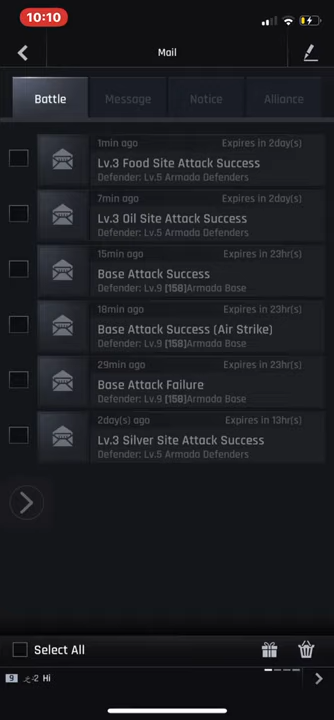 10:10
Mail
Battle
Message
Notice
Alliance
1min ago
Expires in 2day(s)
Lv.3 Food Site Attack Success
Defender: Lv.5 Armada Defenders
7min ago
Expires in 2day(s)
Lv.3 Oil Site Attack Success
Defender: Lv.5 Armada Defenders
15min ago
Expires in 23hr(s)
Base Attack Success
Defender: Lv.9 [158]Armada Base
18min ago
Expires in 23hr(s)
Base Attack Success (Air Strike)
Defender: Lv.9 [158]Armada Base
29min ago
Expires in 23hr(s)
Base Attack Failure
Defender: Lv.9 [158]Armada Base
2day(s) ago
Expires in 13hr(s)
Lv.3 Silver Site Attack Success
Defender: Lv.5 Armada Defenders
Select All
9
Hi